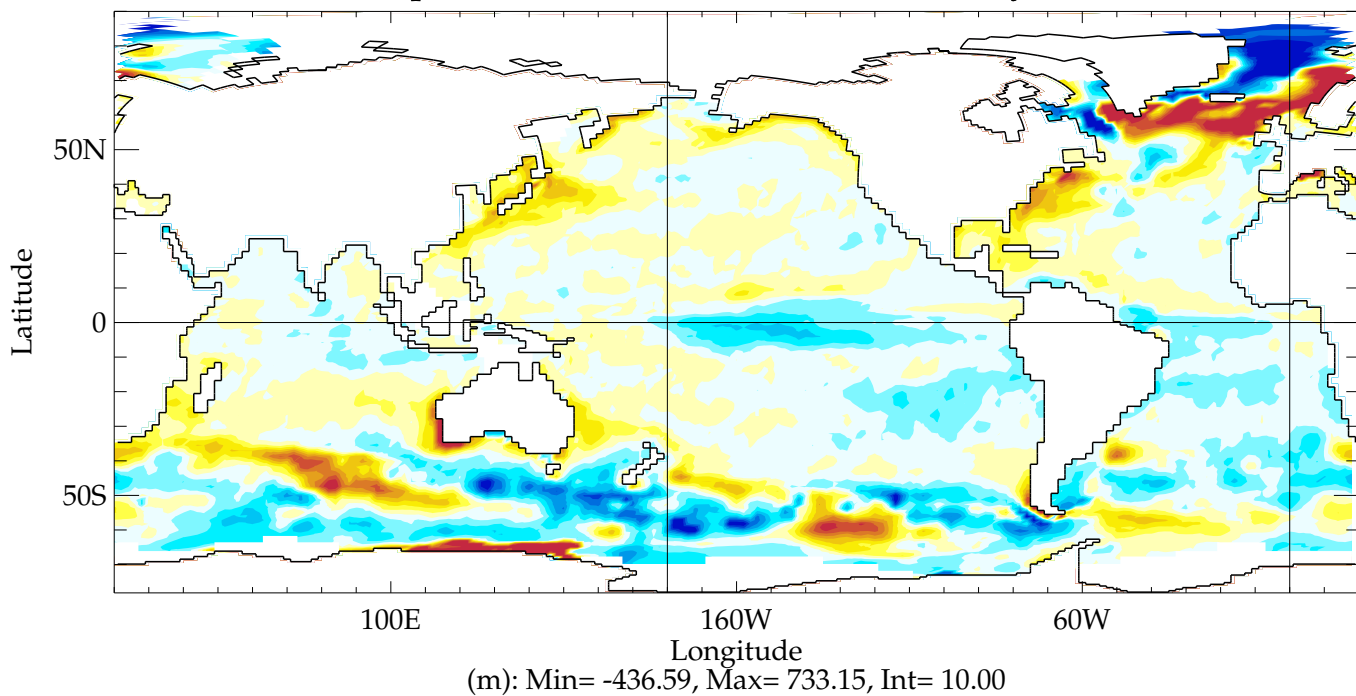 50N
0
50S
Latitude
100E
160W
60W
Longitude
(m): Min= -436.59, Max= 733.15, Int= 10.00